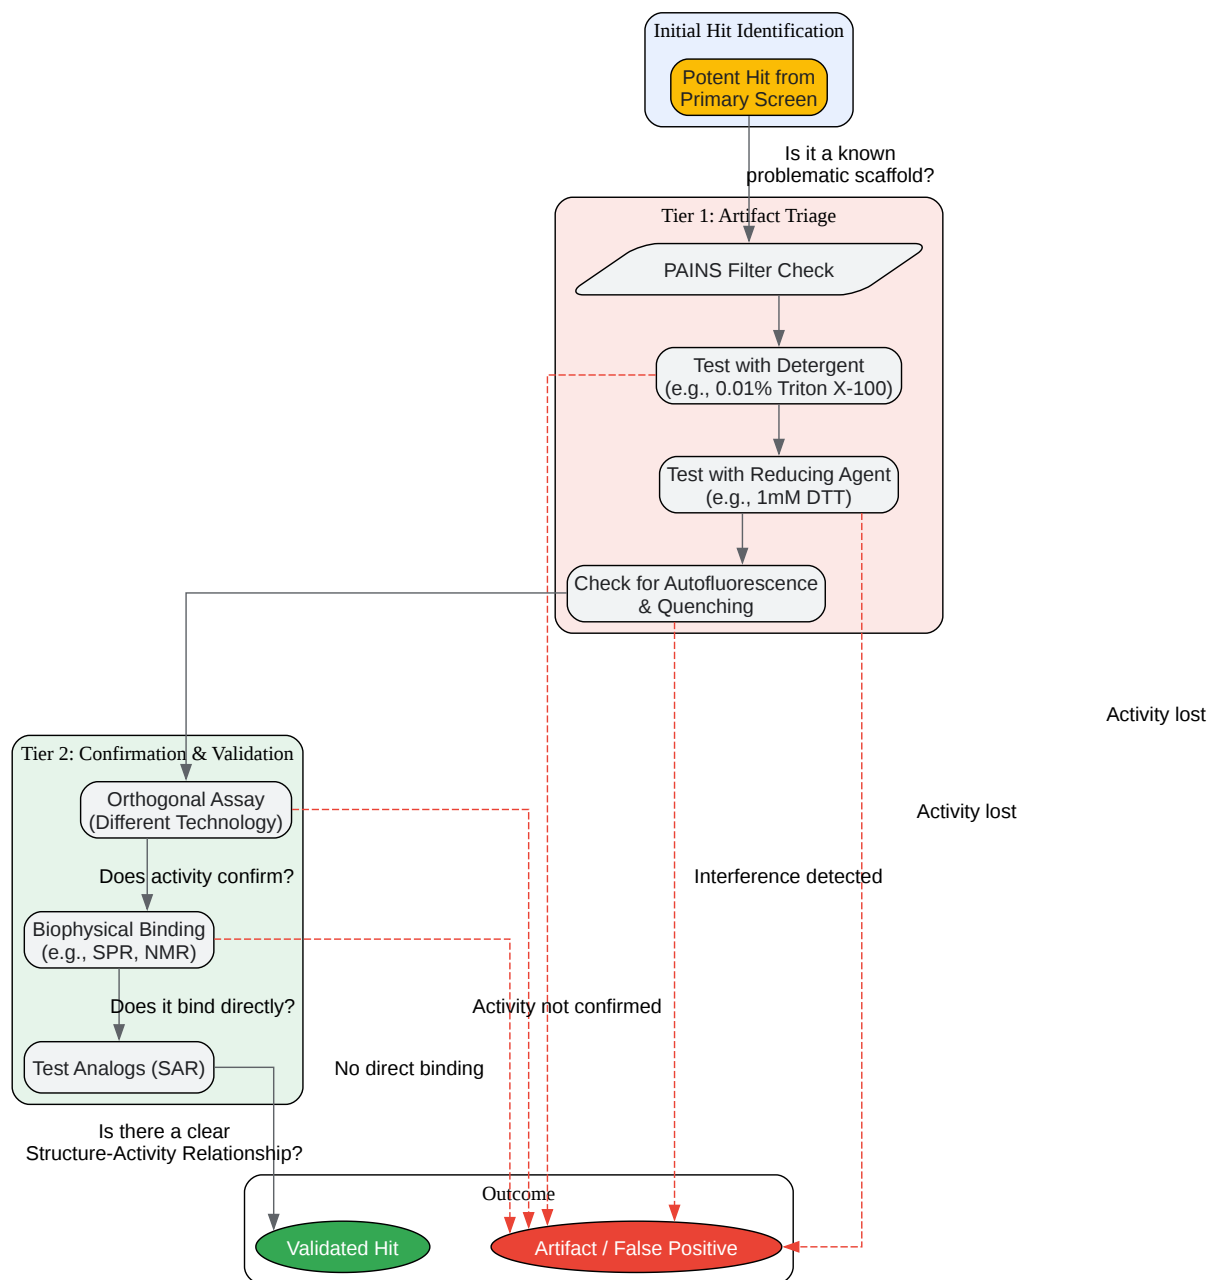 Initial Hit Identification
Potent Hit from
Primary Screen
Is it a known
problematic scaffold?
Tier 1: Artifact Triage
PAINS Filter Check
Test with Detergent
(e.g., 0.01% Triton X-100)
Test with Reducing Agent
(e.g., 1mM DTT)
Check for Autofluorescence
& Quenching
Activity lost
Tier 2: Confirmation & Validation
Orthogonal Assay
(Different Technology)
Activity lost
Does activity confirm?
Interference detected
Biophysical Binding
(e.g., SPR, NMR)
Does it bind directly?
Activity not confirmed
Test Analogs (SAR)
No direct binding
Is there a clear
Structure-Activity Relationship?
Outcome
Validated Hit
Artifact / False Positive